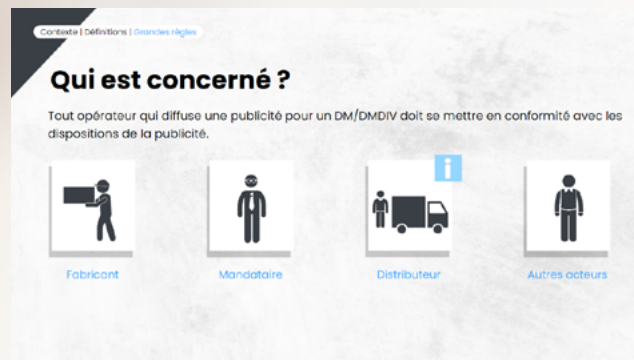 Contexte | Définitions | Grandes règles
Qui est concerné ?
Tout opérateur qui diffuse une publicité pour un DM/DMDIV doit se mettre en conformité avec les
dispositions de la publicité.
i
Fabricant
Mandataire
Distributeur
Autres acteurs